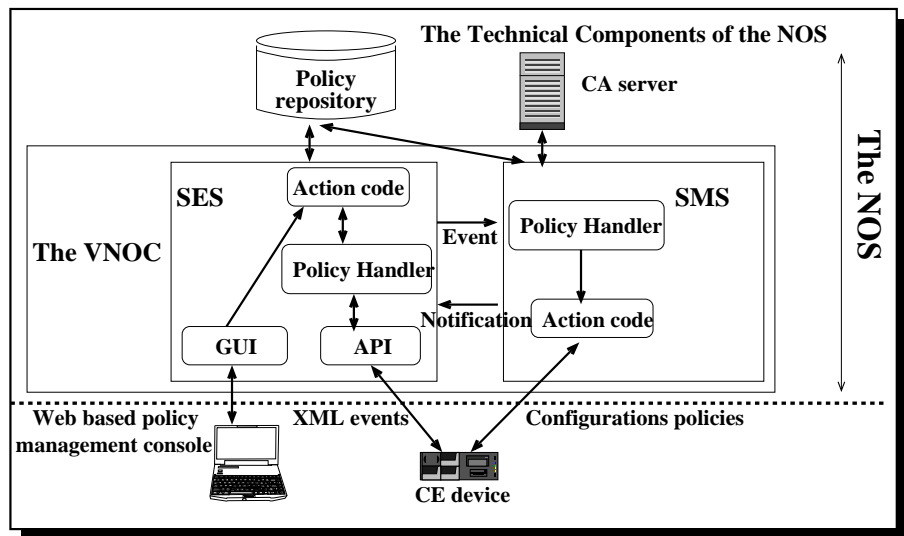 The Technical Components of the NOS
Policy
repository
CA server
The NOS
SES
Action code
SMS
Policy Handler
Event
The VNOC
Policy Handler
Notification
Action code
GUI
API
Web based policy
management console
XML events
Configurations policies
CE device